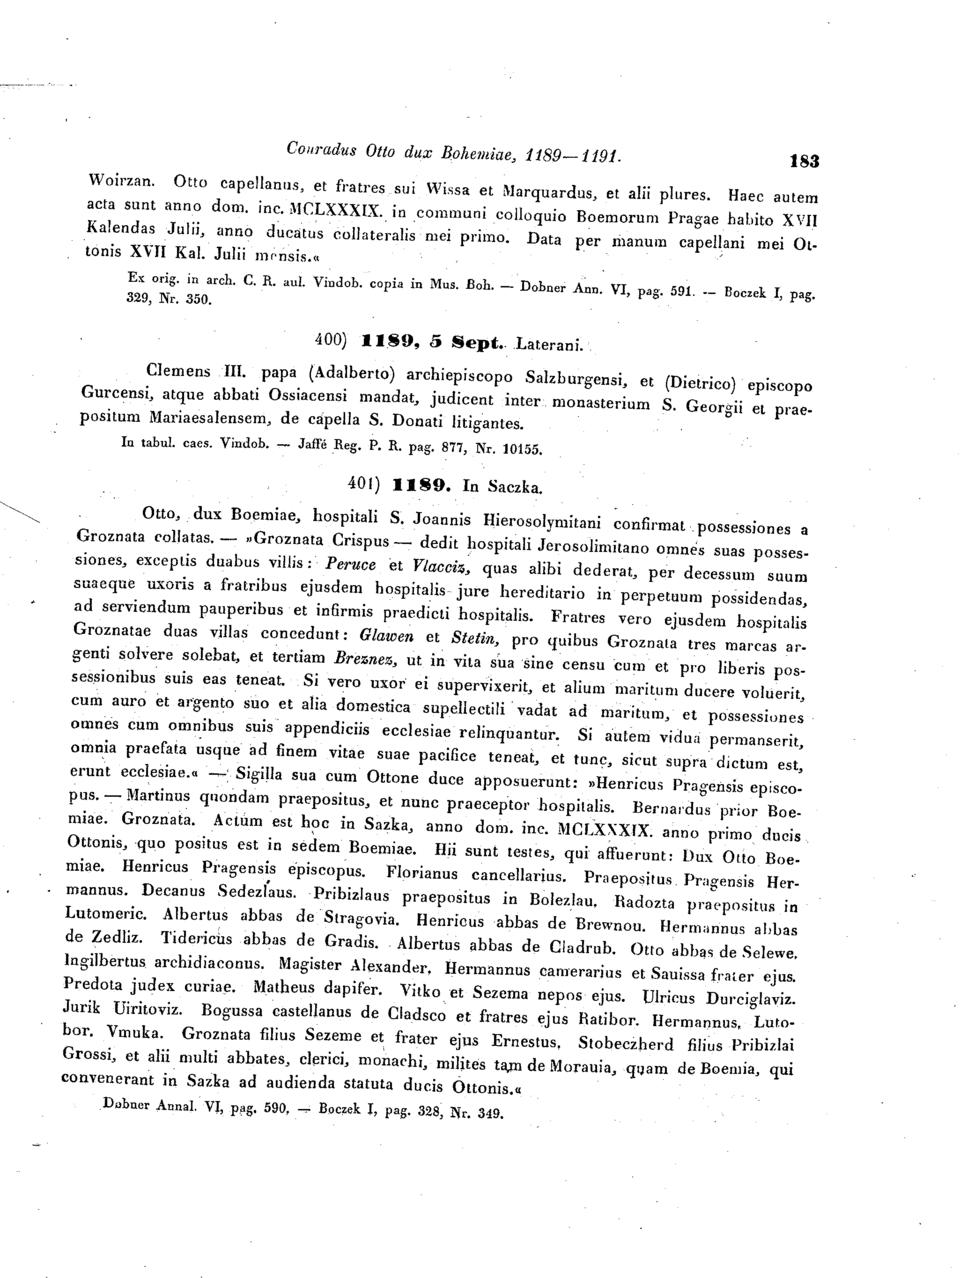 Conradus Otto dux Bohemiae, 1189—1191. 183
Woirzan. Otto capellanus, et fratres sui Wissa et Marquardus, et alii plures. Haec autem
acta sunt anno dom. inc. MCLXXXIX. in communi colloquio Boemorum Pragae habito XVII
Kalendas Julii, anno ducatus collateralis mei primo. Data per manum capellani mei Ot-
tonis XVII Kal. Julii mensis.«
Ex orig. in arch. C. R. aul. Vindob. copia in Mus. Boh. — Dobner Ann. VI, pag. 591. — Boczek I, pag.
329, Nr. 350.
400) 1189, 5 Sept. Laterani.
Clemens III. papa (Adalberto) archiepiscopo Salzburgensi, et (Dietrico) episcopo
Gurcensi, atque abbati Ossiacensi mandat, judicent inter monasterium S. Georgii et prae-
positum Mariaesalensem, de capella S. Donati litigantes.
In tabul. caes. Vindob. — Jaffé Reg. P. R. pag. 877, Nr. 10155.
401) 1189. In Saczka.
Otto, dux Boemiae, hospitali S. Joannis Hierosolymitani confirmat possessiones a
Groznata collatas. — »Groznata Crispus — dedit hospitali Jerosolimitano omnes suas posses-
siones, exceptis duabus villis: Peruce et Vlacciz, quas alibi dederat, per decessum suum
suaeque uxoris a fratribus ejusdem hospitalis jure hereditario in perpetuum possidendas,
ad serviendum pauperibus et infirmis praedicti hospitalis. Fratres vero ejusdem hospitalis
Groznatae duas villas concedunt: Glawen et Stetin, pro quibus Groznata tres marcas ar-
genti solvere solebat, et tertiam Breznez, ut in vita sua sine censu cum et pro liberis pos-
sessionibus suis eas teneat. Si vero uxor ei supervixerit, et alium maritum ducere voluerit,
cum auro et argento suo et alia domestica supellectili vadat ad maritum, et possessiones
omnes cum omnibus suis appendiciis ecclesiae relinquantur. Si autem vidua permanserit,
omnia praefata usque ad finem vitae suae pacifice teneat, et tunc, sicut supra dictum est,
erunt ecclesiae.« — Sigilla sua cum Ottone duce apposuerunt: »Henricus Pragensis episco-
pus. — Martinus quondam praepositus, et nunc praeceptor hospitalis. Bernardus prior Boe-
miae. Groznata. Actum est hoc in Sazka, anno dom. inc. MCLXXXIX. anno primo ducis
Ottonis, quo positus est in sedem Boemiae. Hii sunt testes, qui affuerunt: Dux Otto Boe-
miae. Henricus Pragensis episcopus. Florianus cancellarius. Praepositus Pragensis Her-
mannus. Decanus Sedezlaus. Pribizlaus praepositus in Bolezlau. Radozta praepositus in
Lutomeric. Albertus abbas de Stragovia. Henricus abbas de Brewnou. Hermannus abbas
de Zedliz. Tidericus abbas de Gradis. Albertus abbas de Cladrub. Otto abbas de Selewe.
Ingilbertus archidiaconus. Magister Alexander. Hermannus camerarius et Sauissa frater ejus.
Predota judex curiae. Matheus dapifer. Vitko et Sezema nepos ejus. Ulricus Durciglaviz.
Jurik Uiritoviz. Bogussa castellanus de Cladsco et fratres ejus Ratibor. Hermannus. Luto-
bor. Vmuka. Groznata filius Sezeme et frater ejus Ernestus. Stobeczherd filius Pribizlai
Grossi, et alii multi abbates, clerici, monachi, milites tam de Morauia, quam de Boemia, qui
convenerant in Sazka ad audienda statuta ducis Ottonis.«
Dobner Annal. VI, pag. 590. — Boczek I, pag. 328, Nr. 349.